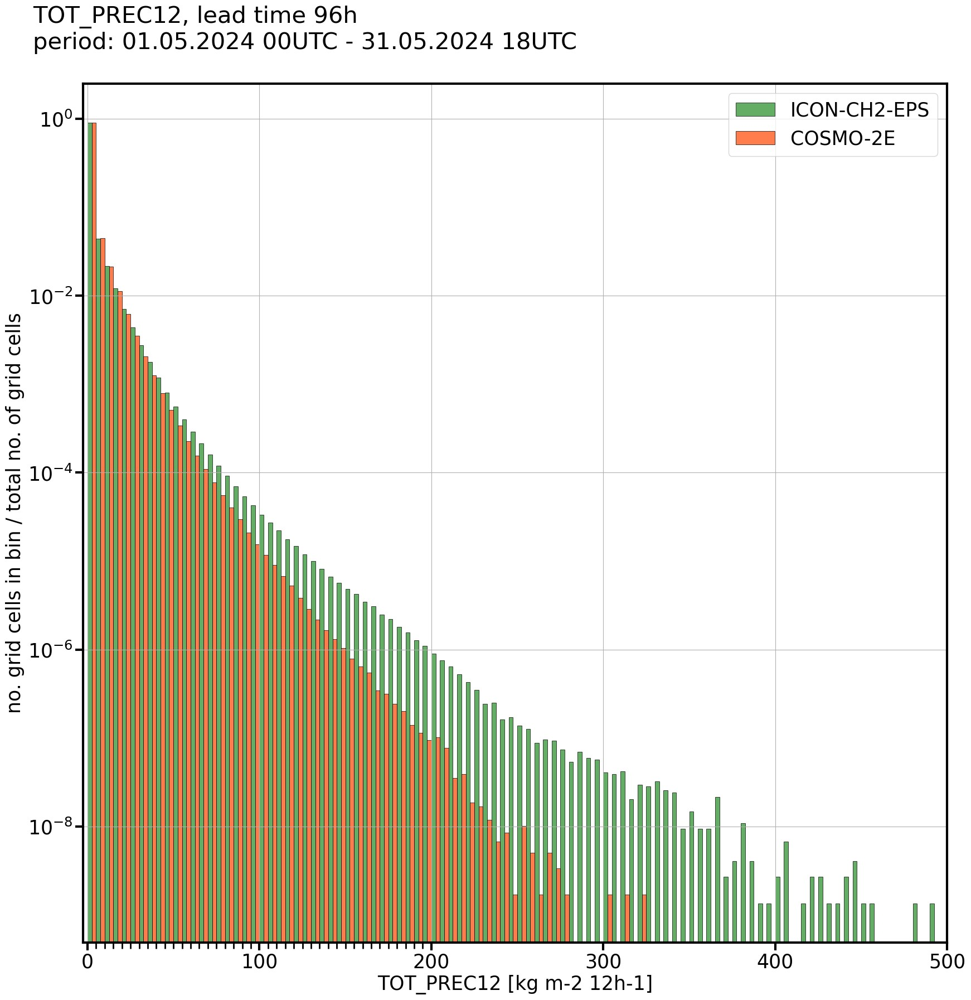 TOT_PREC12, lead time 96h
period: 01.05.2024 00UTC - 31.05.2024 18UTC
ICON-CH2-EPS
COSMO-2E
no. grid cells in bin / total no. of grid cells
10⁰
10⁻²
10⁻⁴
10⁻⁶
10⁻⁸
0 100 200 300 400 500
TOT_PREC12 [kg m-2 12h-1]